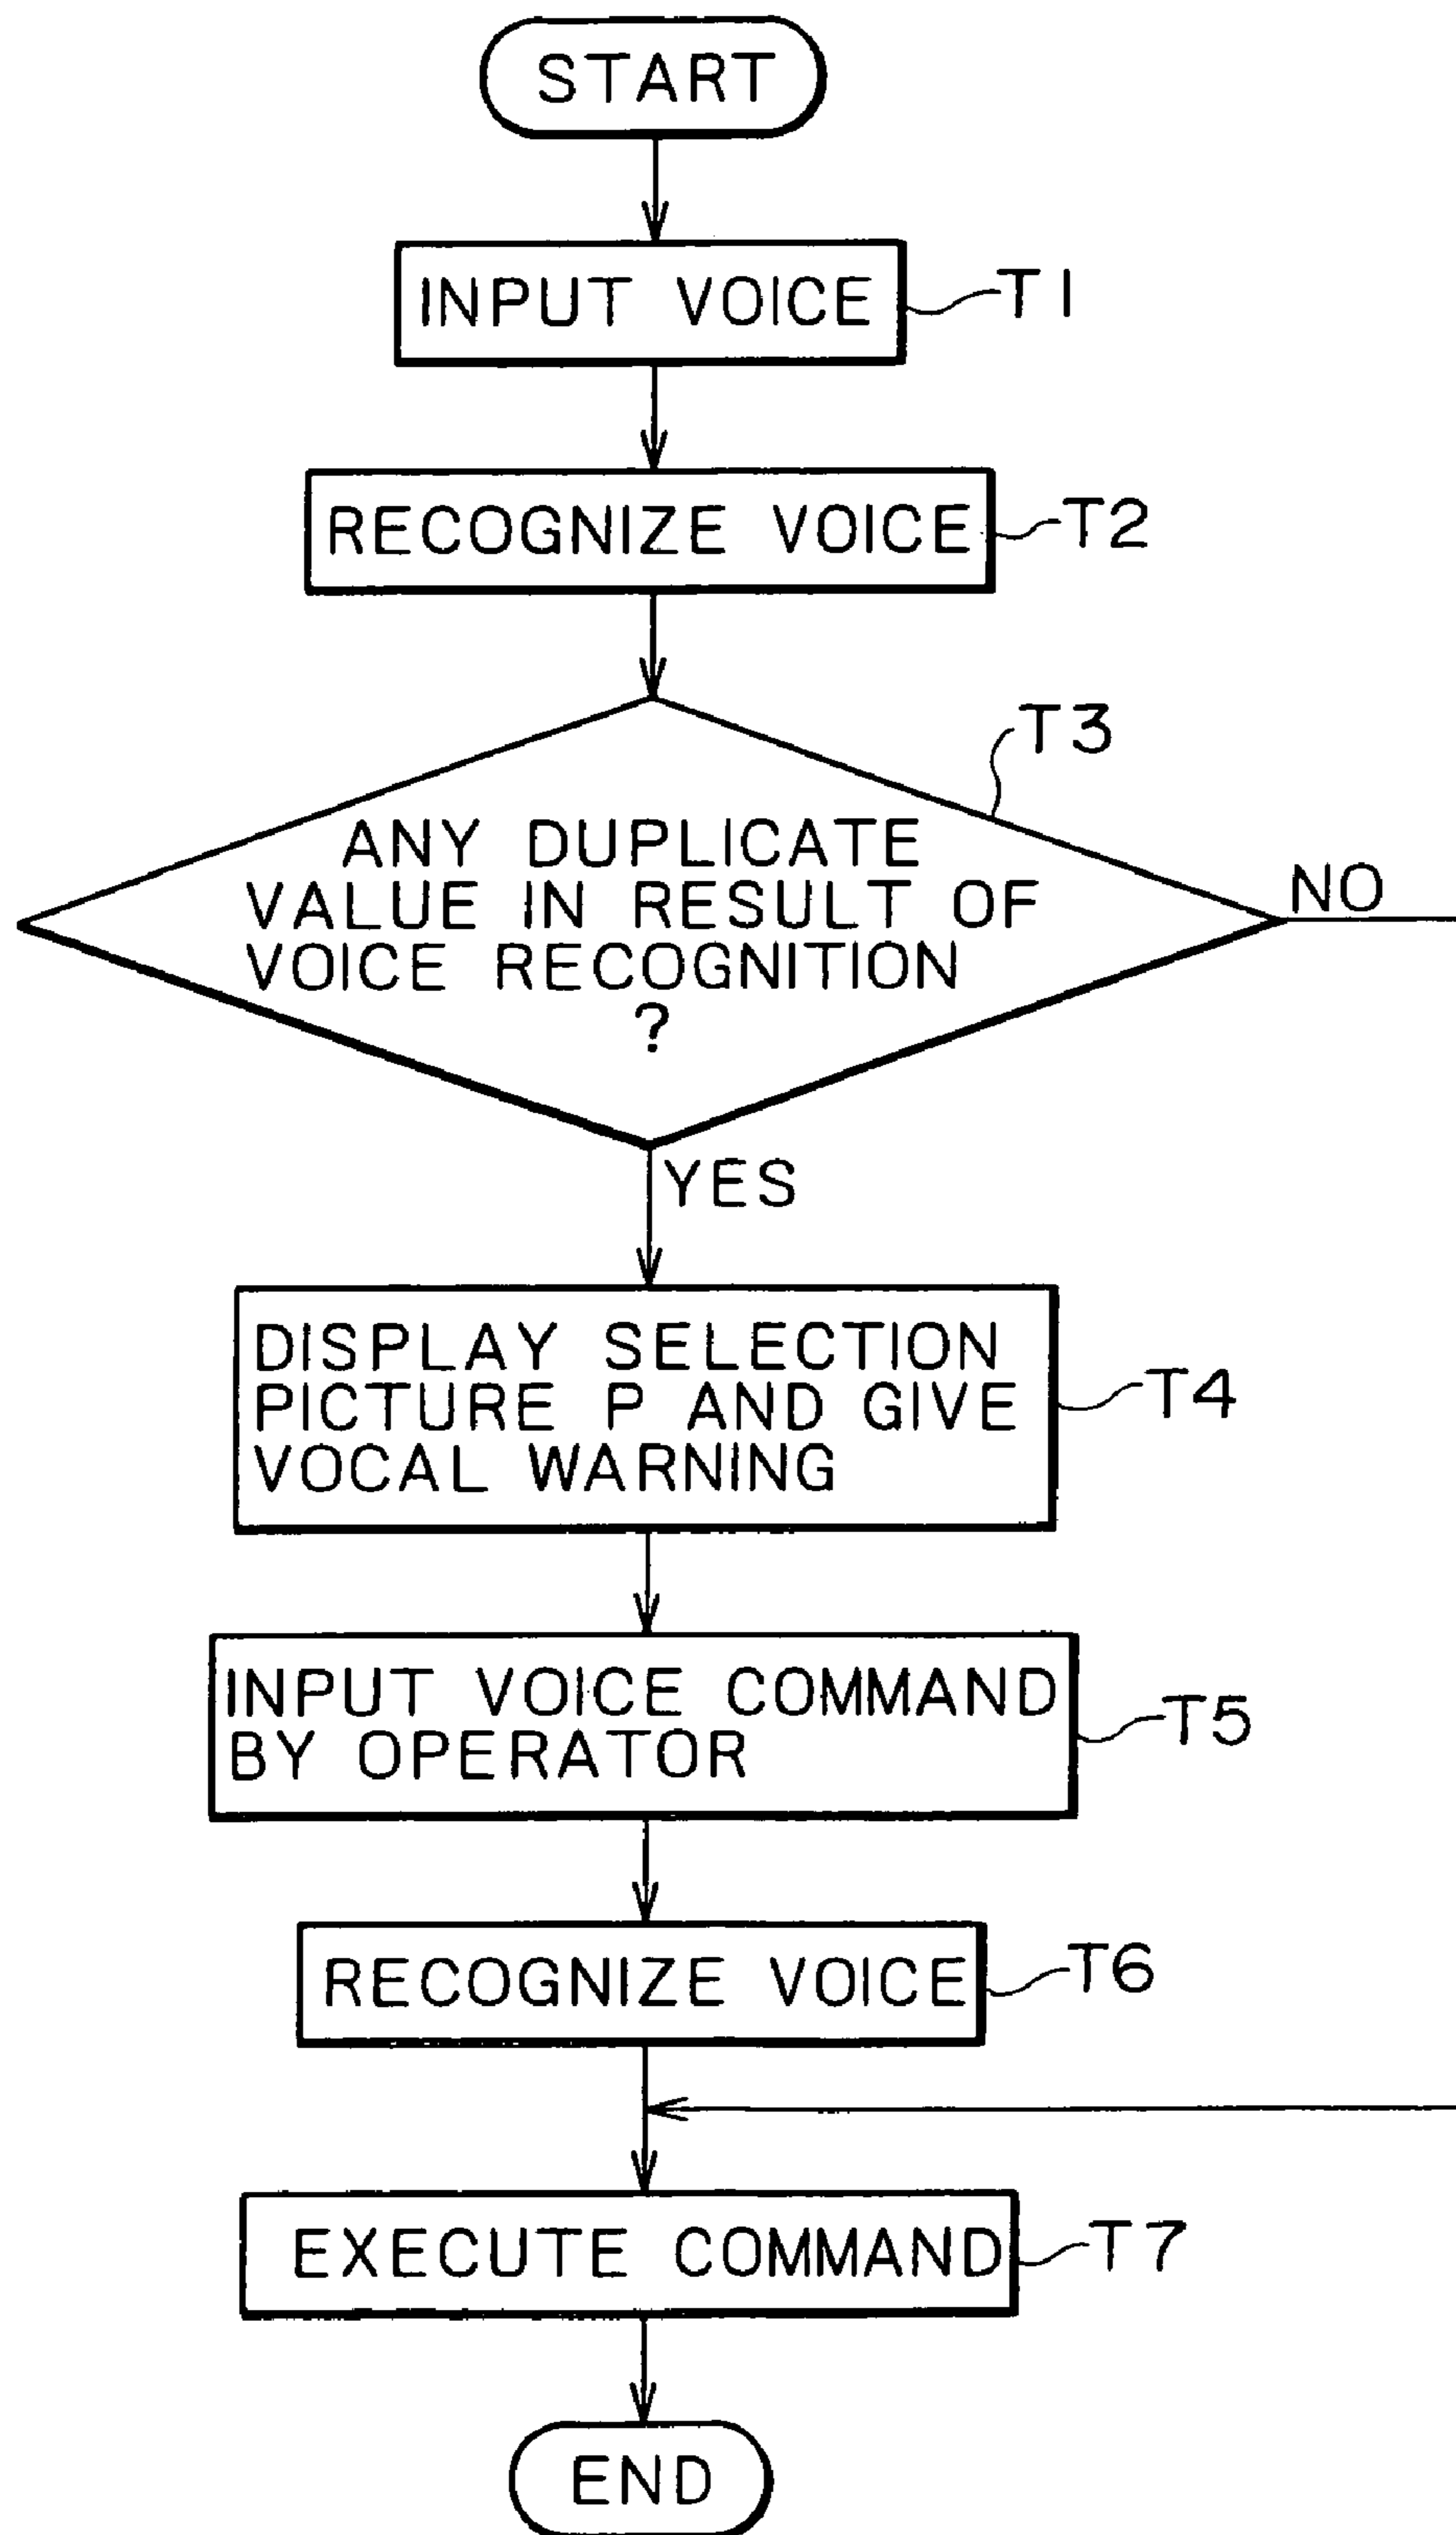 START
INPUT VOICE
T1
RECOGNIZE VOICE
T2
T3
ANY DUPLICATE
VALUE IN RESULT OF
VOICE RECOGNITION
?
NO
YES
DISPLAY SELECTION
PICTURE P AND GIVE
VOCAL WARNING
T4
INPUT VOICE COMMAND
BY OPERATOR
T5
RECOGNIZE VOICE
T6
EXECUTE COMMAND
T7
END